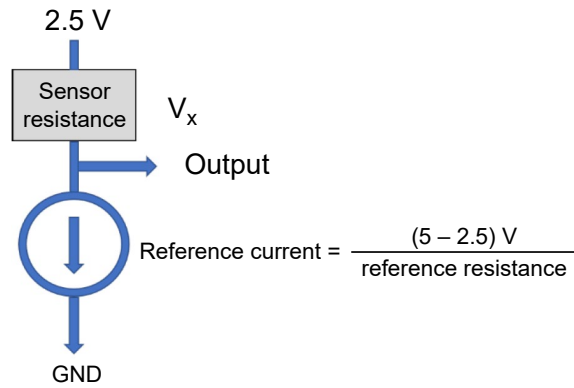 2.5 V
Sensor
resistance
Vₓ
Output
Reference current = (5 – 2.5) V
reference resistance
GND